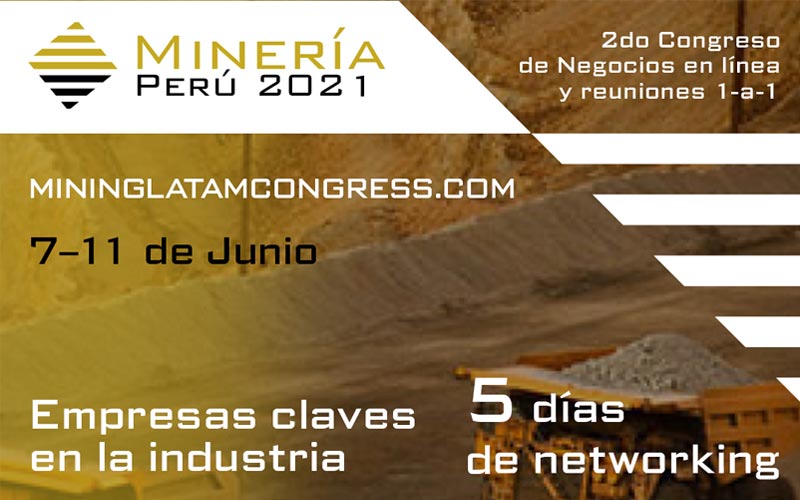 MINERÍA
PERÚ 2021
2do Congreso
de Negocios en línea
y reuniones 1-a-1
MININGLATAMCONGRESS.COM
7–11 de Junio
Empresas claves
en la industria
5 días
de networking